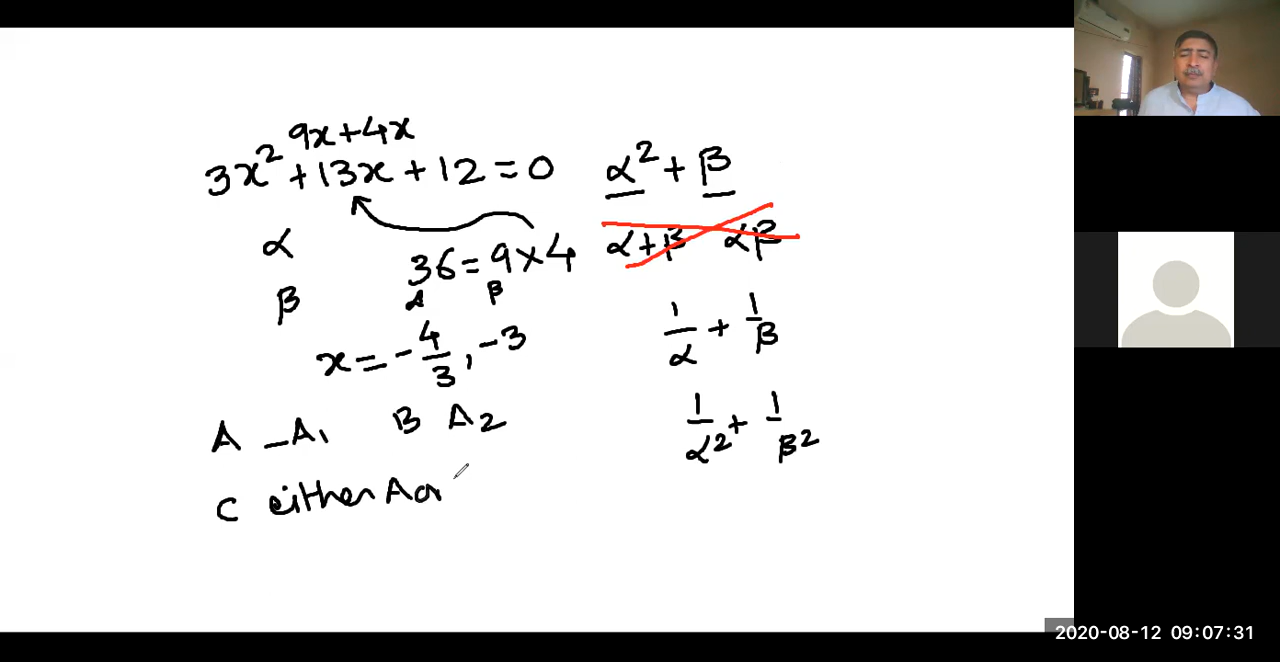 9x+4x
3x²+13x+12=0
α²+β
α+β αβ
α
36=9×4
β
A B
1/α + 1/β
x=-4/3, -3
A -A₁ B A₂
1/α² + 1/β²
C either A or
2020-08-12 09:07:31